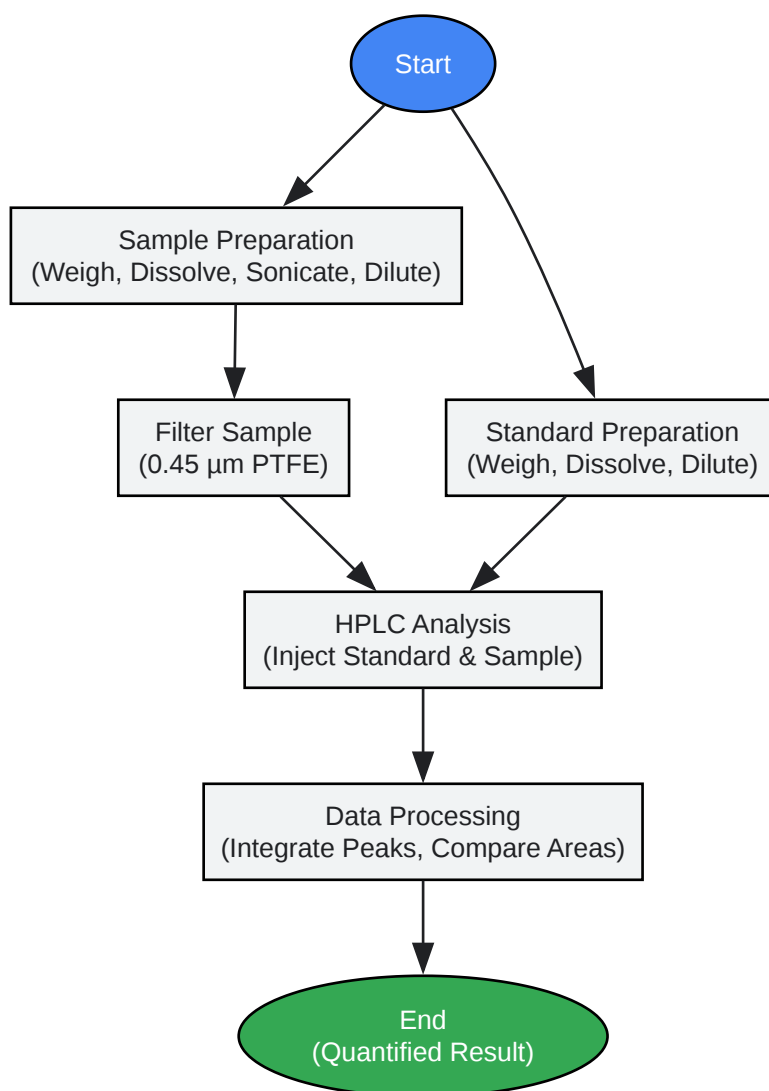 Start
Sample Preparation
(Weigh, Dissolve, Sonicate, Dilute)
Filter Sample
(0.45 µm PTFE)
Standard Preparation
(Weigh, Dissolve, Dilute)
HPLC Analysis
(Inject Standard & Sample)
Data Processing
(Integrate Peaks, Compare Areas)
End
(Quantified Result)